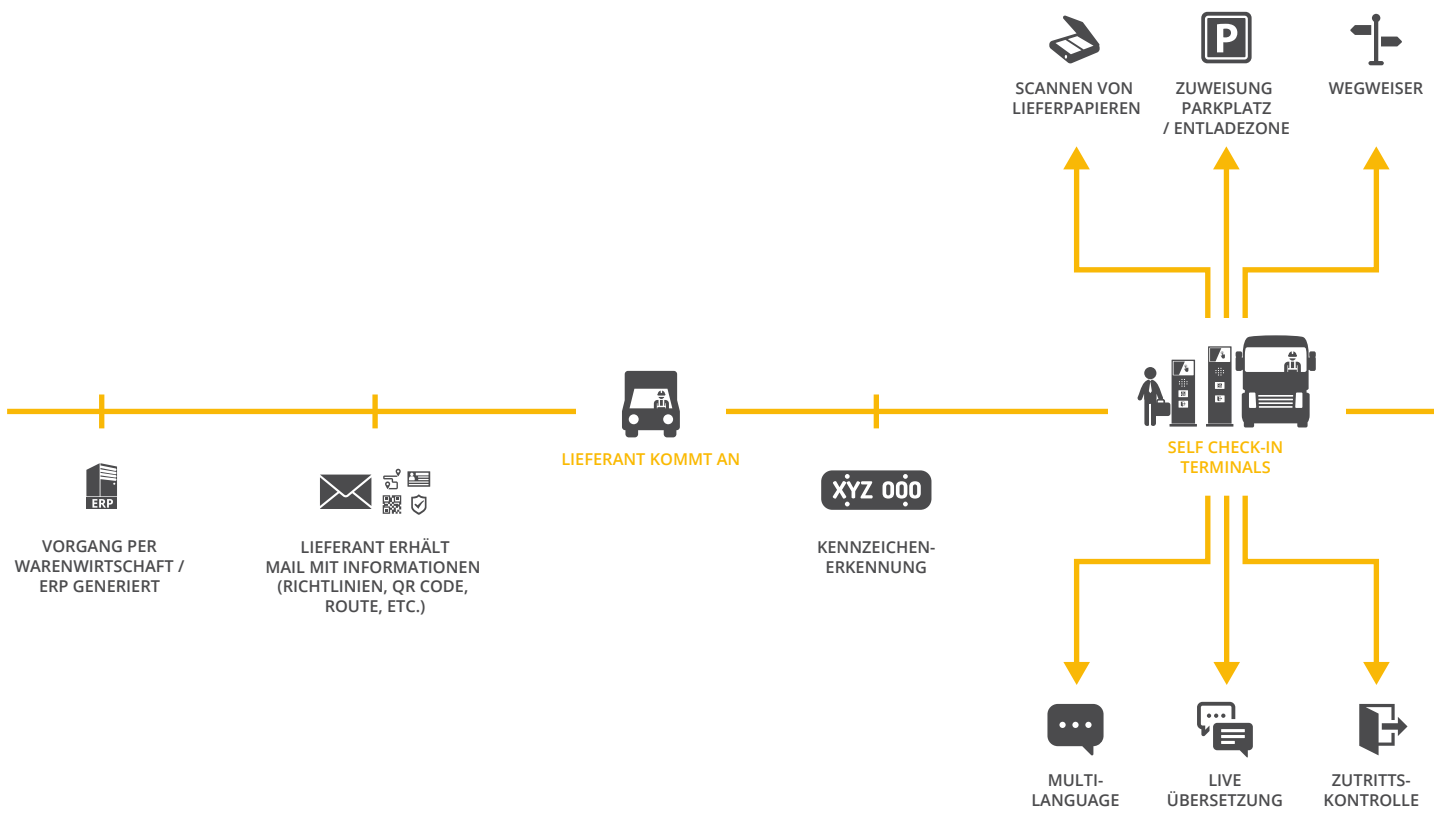 SCANNEN VON
LIEFERPAPIEREN
P
ZUWEISUNG
PARKPLATZ
/ ENTLADEZONE
WEGWEISER
ERP
VORGANG PER
WARENWIRTSCHAFT /
ERP GENERIERT
LIEFERANT ERHÄLT
MAIL MIT INFORMATIONEN
(RICHTLINIEN, QR CODE,
ROUTE, ETC.)
LIEFERANT KOMMT AN
XYZ 000
KENNZEICHEN-
ERKENNUNG
SELF CHECK-IN
TERMINALS
MULTI-
LANGUAGE
LIVE
ÜBERSETZUNG
ZUTRITTS-
KONTROLLE